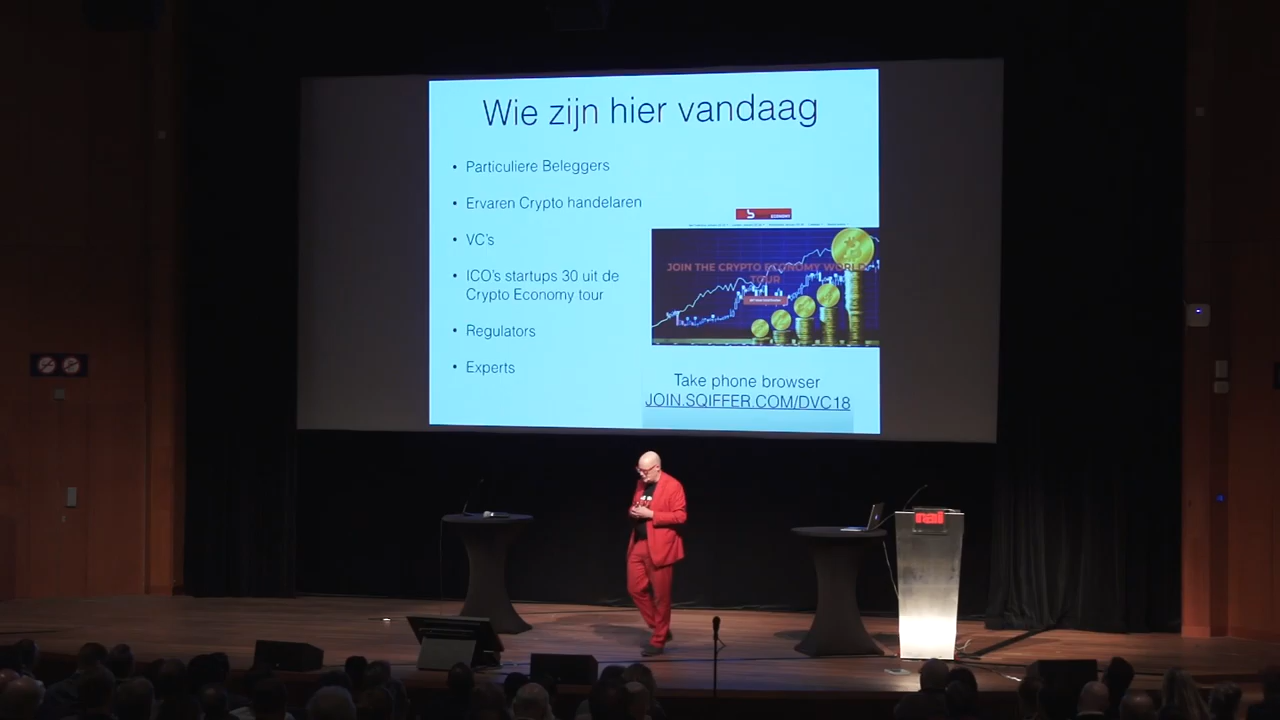 Wie zijn hier vandaag
• Particuliere Beleggers
• Ervaren Crypto handelaren
• VC's
• ICO's startups 30 uit de
Crypto Economy tour
• Regulators
• Experts
ECONOMY
JOIN THE CRYPTO ECONOMY WORLD
TOUR
Take phone browser
JOIN.SQIFFER.COM/DVC18